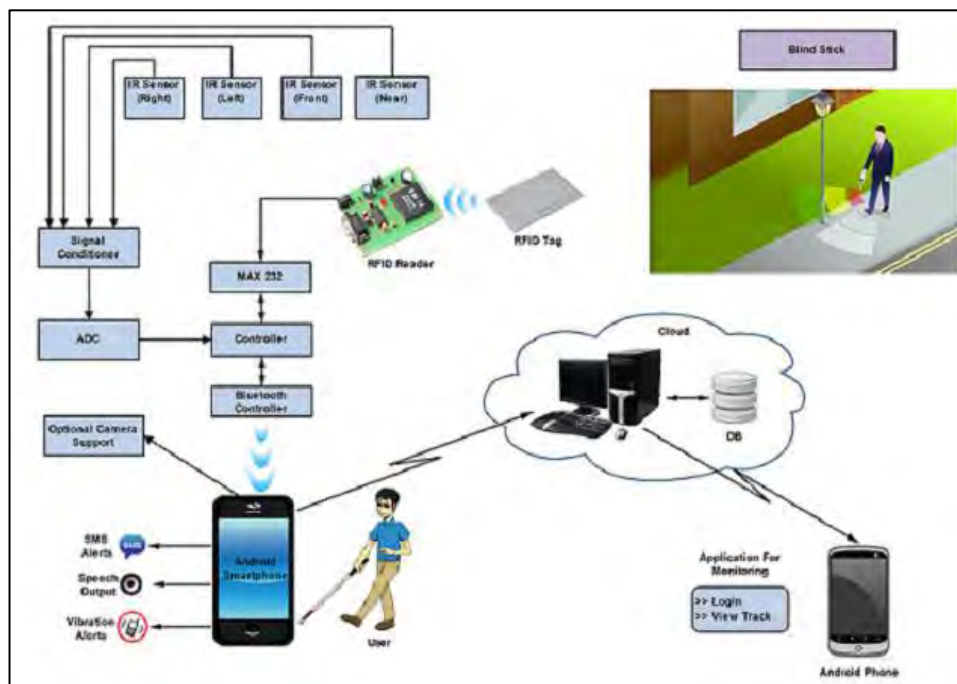 Blind Stick
IR Sensor
(Right)
IR Sensor
(Left)
IR Sensor
(Front)
IR Sensor
(Near)
Signal
Conditioner
MAX 232
RFID Reader
RFID Tag
ADC
Controller
Bluetooth
Controller
Cloud
DB
Optional Camera
Support
Android
Smartphone
SMS
Alerts
Speech
Output
Vibration
Alerts
User
Application For
Monitoring
>> Login
>> View Track
Android Phone